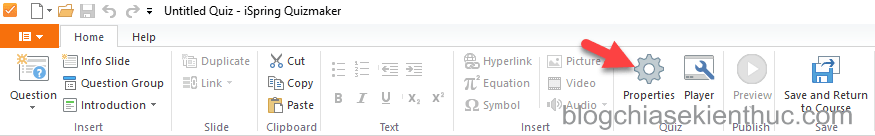 Untitled Quiz - iSpring Quizmaker
Home Help
Question
Info Slide
Question Group
Introduction
Insert
Duplicate
Link
Slide
Cut
Copy
Paste
Clipboard
B I U
Text
Hyperlink
Equation
Symbol
Picture
Video
Audio
Insert
Properties
Player
Quiz
Preview
Publish
Save and Return
to Course
Save
blogchiasekienthuc.com